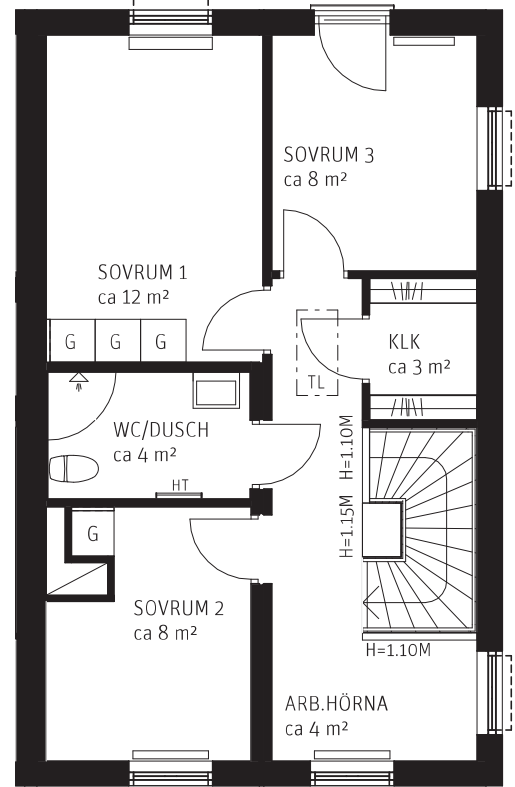 SOVRUM 3
ca 8 m²
SOVRUM 1
ca 12 m²
G
G
G
KLK
ca 3 m²
TL
WC/DUSCH
ca 4 m²
HT
H=1.10M
H=1.15M
G
SOVRUM 2
ca 8 m²
H=1.10M
ARB.HÖRNA
ca 4 m²